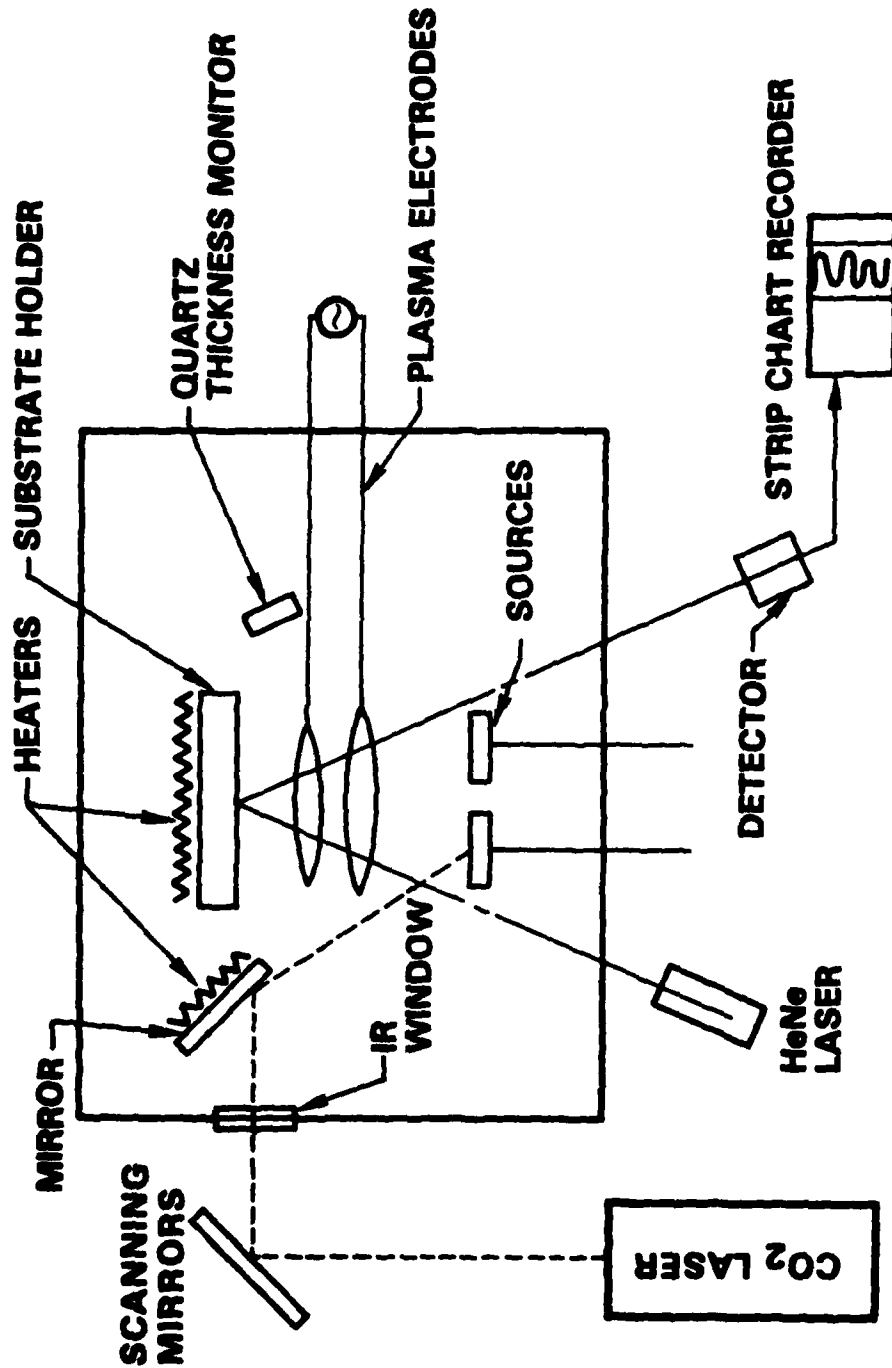 SCANNING
MIRRORS
MIRROR
HEATERS
SUBSTRATE HOLDER
QUARTZ
THICKNESS MONITOR
PLASMA ELECTRODES
IR
WINDOW
SOURCES
CO₂ LASER
HeNe
LASER
DETECTOR
STRIP CHART RECORDER